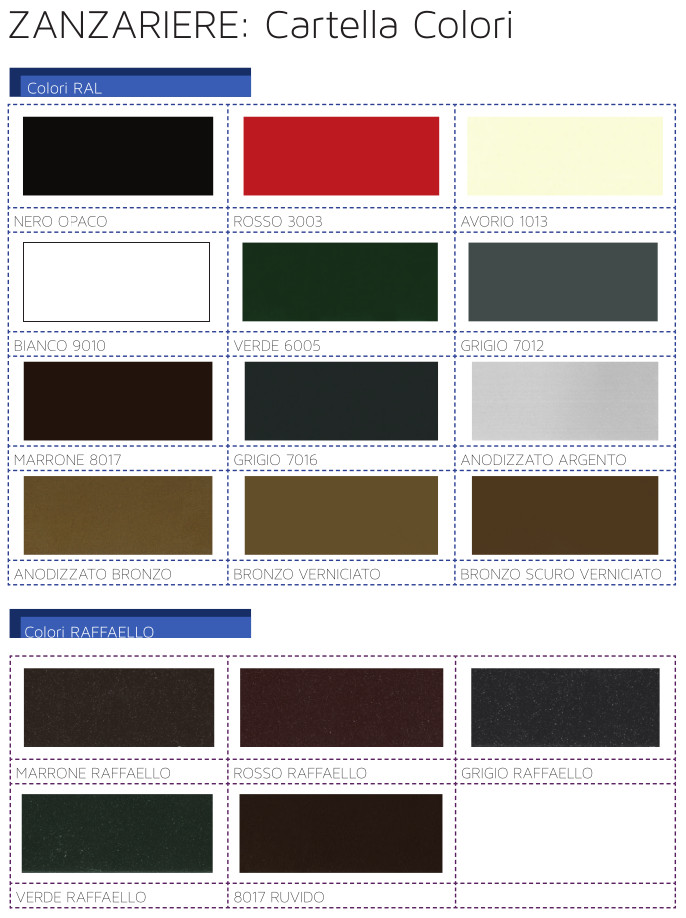 ZANZARIERE: Cartella Colori
Colori RAL
NERO OPACO
ROSSO 3003
AVORIO 1013
BIANCO 9010
VERDE 6005
GRIGIO 7012
MARRONE 8017
GRIGIO 7016
ANODIZZATO ARGENTO
ANODIZZATO BRONZO
BRONZO VERNICIATO
BRONZO SCURO VERNICIATO
Colori RAFFAELLO
MARRONE RAFFAELLO
ROSSO RAFFAELLO
GRIGIO RAFFAELLO
VERDE RAFFAELLO
8017 RUVIDO